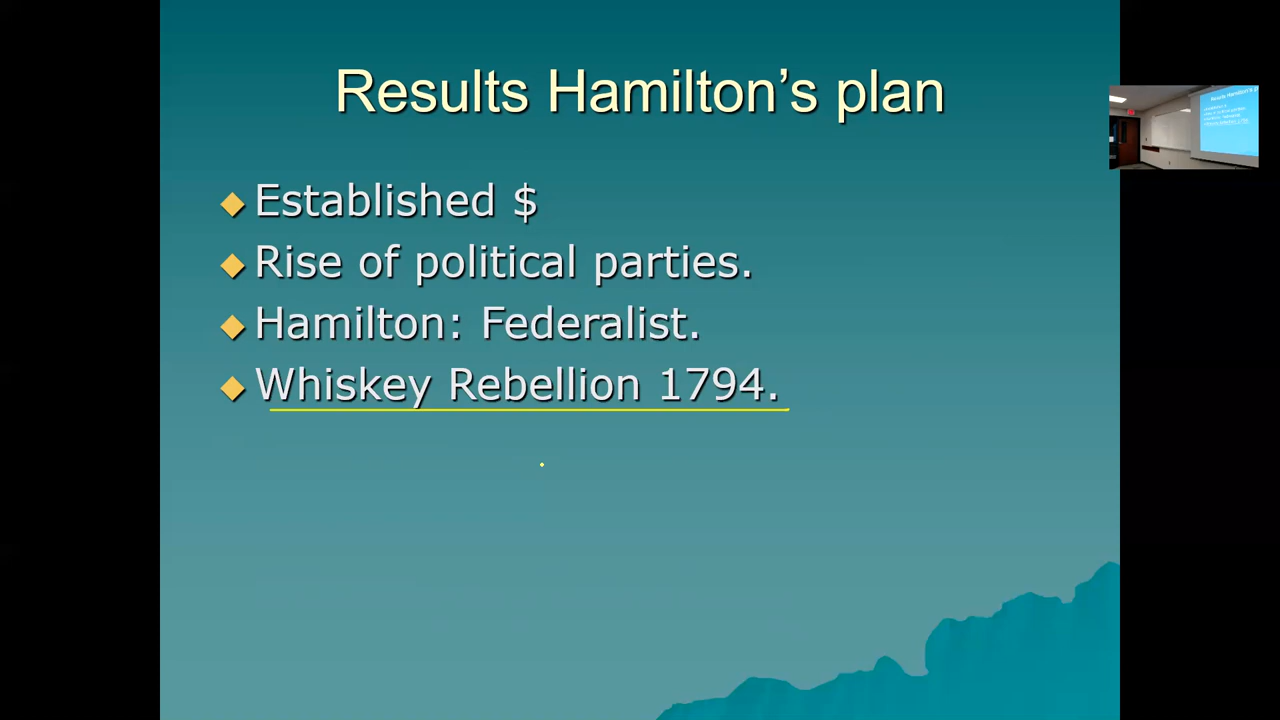 Results Hamilton’s plan
Established $
Rise of political parties.
Hamilton: Federalist.
Whiskey Rebellion 1794.